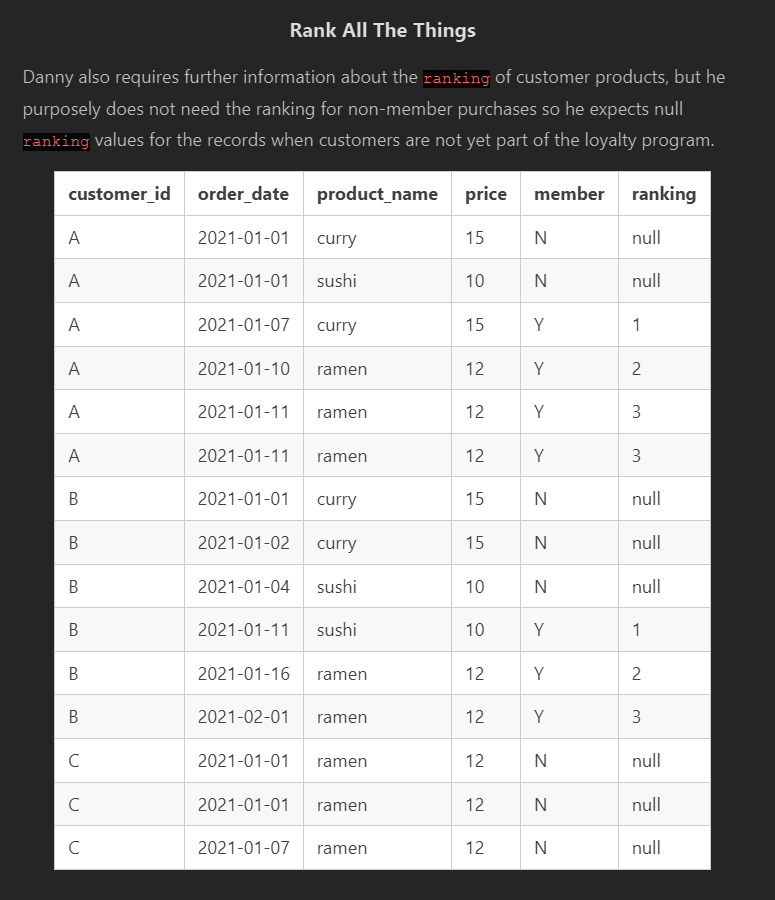 Rank All The Things
Danny also requires further information about the ranking of customer products, but he
purposely does not need the ranking for non-member purchases so he expects null
ranking values for the records when customers are not yet part of the loyalty program.
customer_id order_date product_name price member ranking
A 2021-01-01 curry 15 N null
A 2021-01-01 sushi 10 N null
A 2021-01-07 curry 15 Y 1
A 2021-01-10 ramen 12 Y 2
A 2021-01-11 ramen 12 Y 3
A 2021-01-11 ramen 12 Y 3
B 2021-01-01 curry 15 N null
B 2021-01-02 curry 15 N null
B 2021-01-04 sushi 10 N null
B 2021-01-11 sushi 10 Y 1
B 2021-01-16 ramen 12 Y 2
B 2021-02-01 ramen 12 Y 3
C 2021-01-01 ramen 12 N null
C 2021-01-01 ramen 12 N null
C 2021-01-07 ramen 12 N null